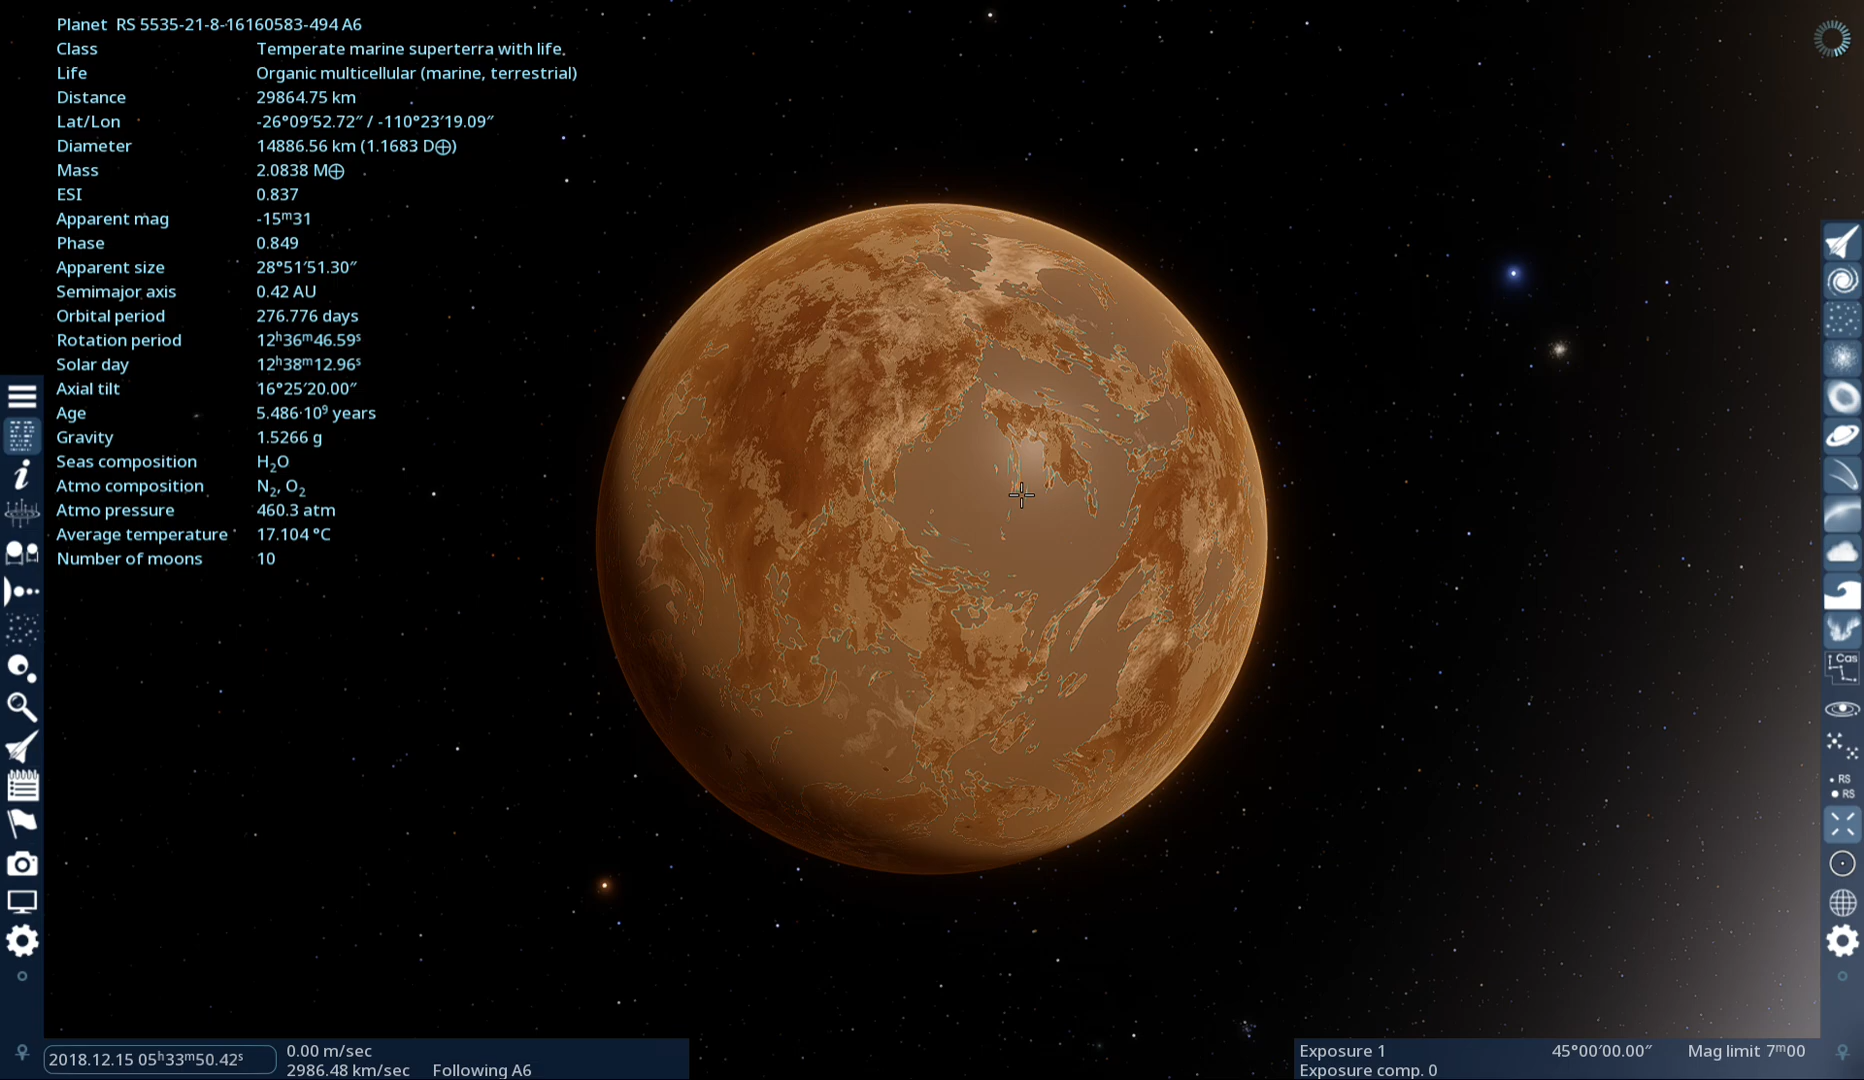 Planet RS 5535-21-8-16160583-494 A6
Class Temperate marine superterra with life,
Life Organic multicellular (marine, terrestrial)
Distance 29864.75 km
Lat/Lon -26°09′52.72″ / -110°23′19.09″
Diameter 14886.56 km (1.1683 D⊕)
Mass 2.0838 M⊕
ESI 0.837
Apparent mag -15ᵐ31
Phase 0.849
Apparent size 28°51′51.30″
Semimajor axis 0.42 AU
Orbital period 276.776 days
Rotation period 12ʰ36ᵐ46.59ˢ
Solar day 12ʰ38ᵐ12.96ˢ
Axial tilt 16°25′20.00″
Age 5.486·10⁹ years
Gravity 1.5266 g
Seas composition H₂O
Atmo composition N₂, O₂
Atmo pressure 460.3 atm
Average temperature 17.104 °C
Number of moons 10
Cas
RS
RS
2018.12.15 05ʰ33ᵐ50.42ˢ
0.00 m/sec
2986.48 km/sec Following A6
Exposure 1 45°00′00.00″ Mag limit 7ᵐ00
Exposure comp. 0